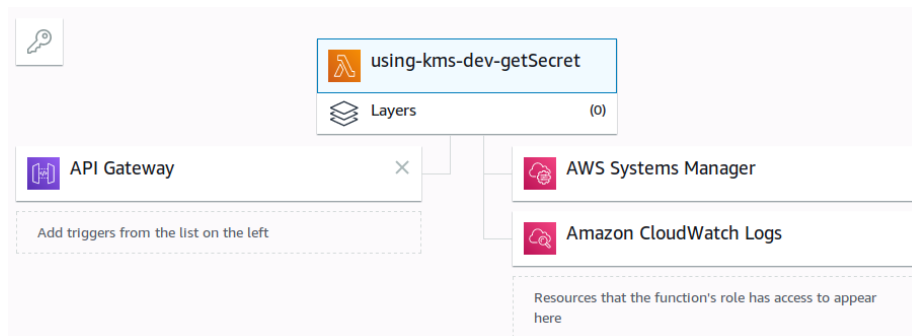 using-kms-dev-getSecret
Layers (0)
API Gateway
Add triggers from the list on the left
AWS Systems Manager
Amazon CloudWatch Logs
Resources that the function's role has access to appear
here